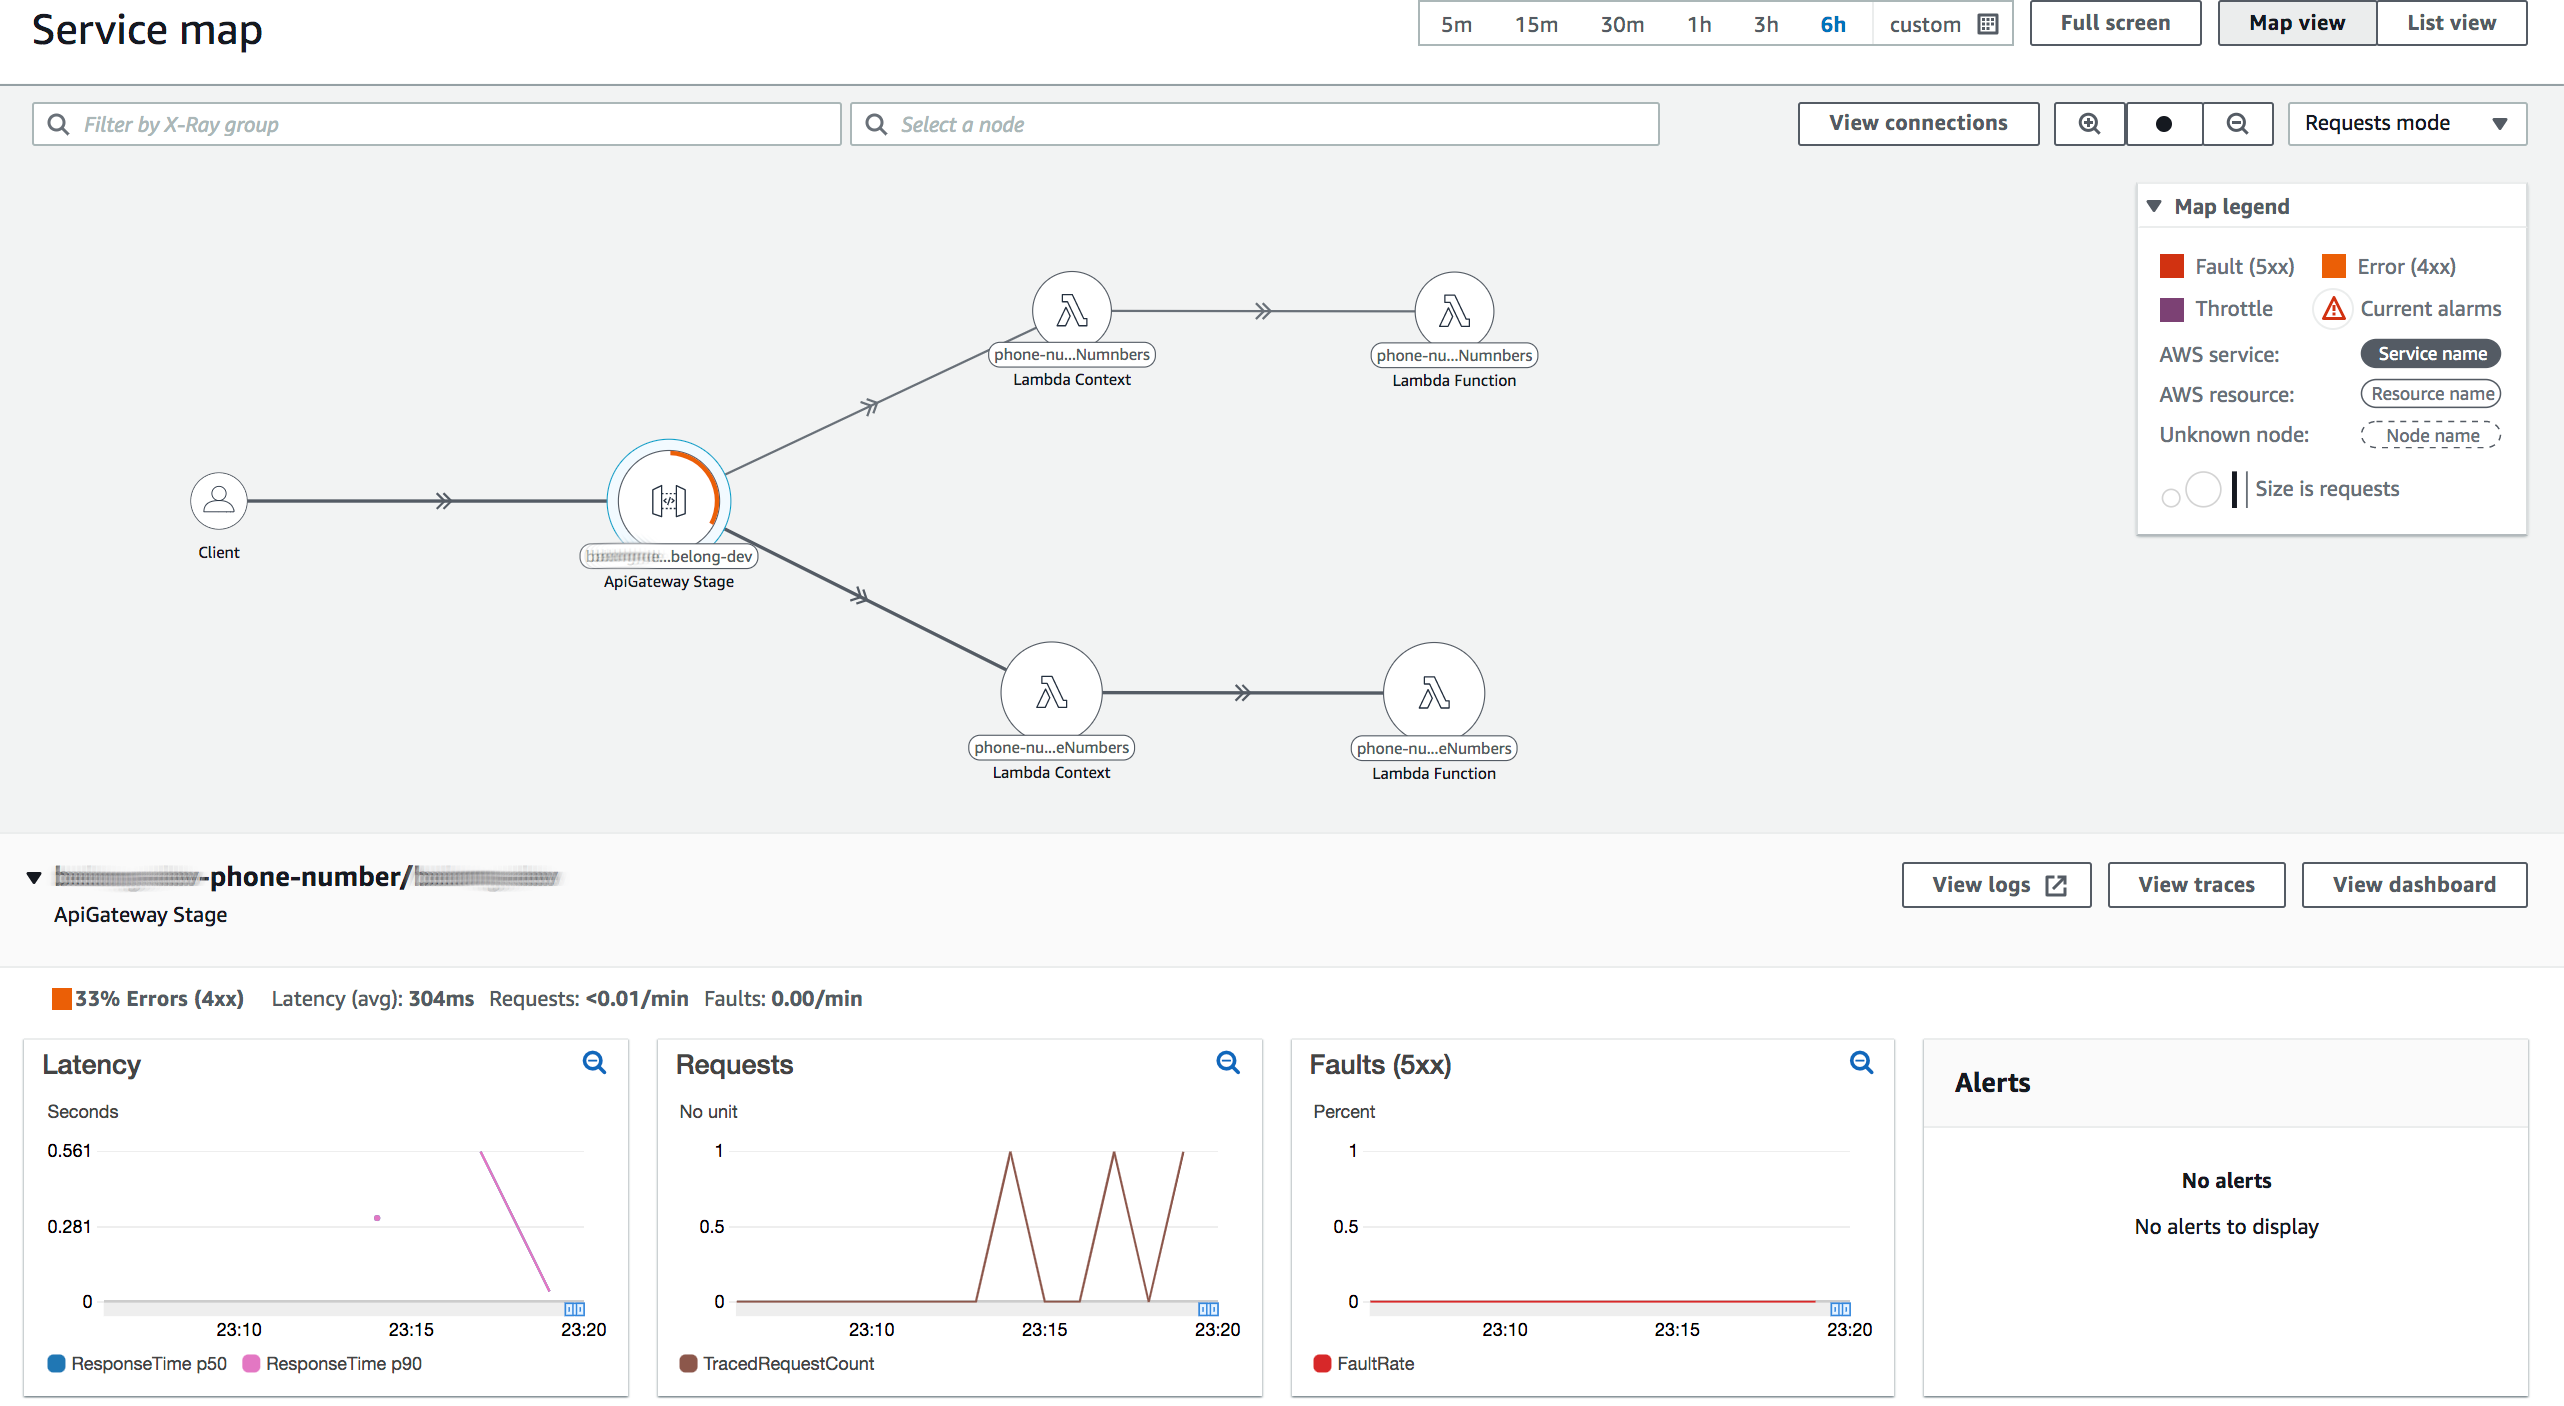 Service map
5m 15m 30m 1h 3h 6h custom
Full screen
Map view List view
Filter by X-Ray group
Select a node
View connections
Requests mode
Map legend
Fault (5xx) Error (4xx)
Throttle Current alarms
AWS service: Service name
AWS resource: Resource name
Unknown node: Node name
Size is requests
phone-nu...Numnbers
Lambda Context
phone-nu...Numnbers
Lambda Function
Client
...belong-dev
ApiGateway Stage
phone-nu...eNumbers
Lambda Context
phone-nu...eNumbers
Lambda Function
-phone-number/
ApiGateway Stage
View logs View traces View dashboard
33% Errors (4xx) Latency (avg): 304ms Requests: <0.01/min Faults: 0.00/min
Latency
Seconds
0.561
0.281
0
23:10 23:15 23:20
ResponseTime p50 ResponseTime p90
Requests
No unit
1
0.5
0
23:10 23:15 23:20
TracedRequestCount
Faults (5xx)
Percent
1
0.5
0
23:10 23:15 23:20
FaultRate
Alerts
No alerts
No alerts to display